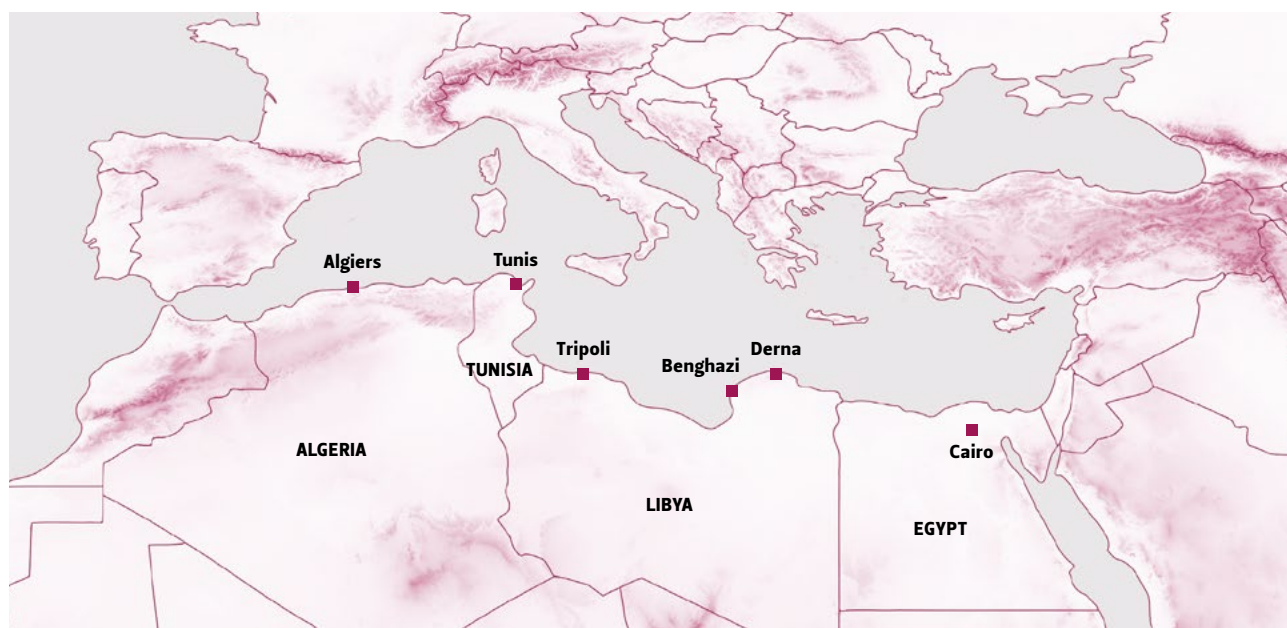 Algiers
Tunis
Tripoli
Derna
Benghazi
TUNISIA
ALGERIA
Cairo
LIBYA
EGYPT